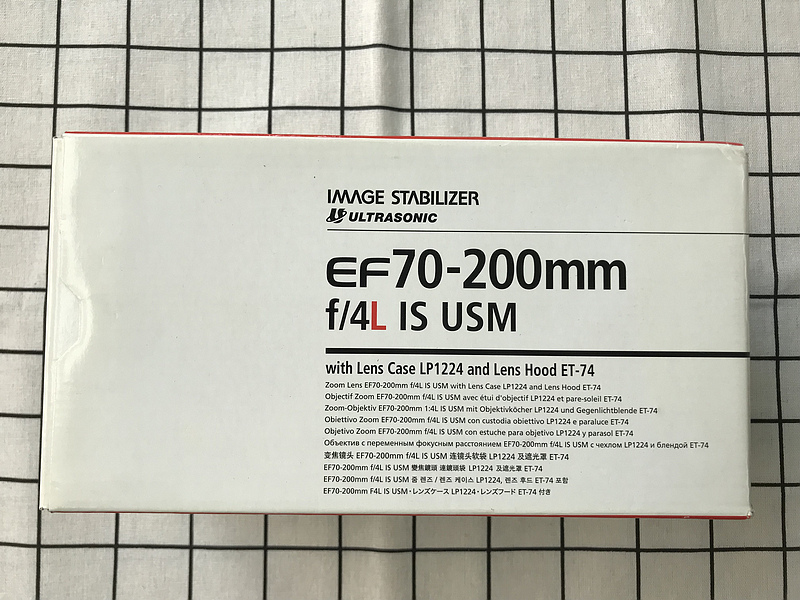 IMAGE STABILIZER
ULTRASONIC
EF70-200mm
f/4L IS USM
with Lens Case LP1224 and Lens Hood ET-74
Zoom Lens EF70-200mm f/4L IS USM with Lens Case LP1224 and Lens Hood ET-74
Objectif Zoom EF70-200mm f/4L IS USM avec étui d'objectif LP1224 et pare-soleil ET-74
Zoom-Objektiv EF70-200mm 1:4L IS USM mit Objektivköcher LP1224 und Gegenlichtblende ET-74
Obiettivo Zoom EF70-200mm f/4L IS USM con custodia obiettivo LP1224 e paraluce ET-74
Objetivo Zoom EF70-200mm f/4L IS USM con estuche para objetivo LP1224 y parasol ET-74
Объектив с переменным фокусным расстоянием EF70-200mm f/4L IS USM с чехлом LP1224 и блендой ET-74
变焦镜头 EF70-200mm f/4L IS USM 连镜头软袋 LP1224 及遮光罩 ET-74
EF70-200mm f/4L IS USM 變焦鏡頭 連鏡頭袋 LP1224 及遮光罩 ET-74
EF70-200mm f/4L IS USM 줌 렌즈 / 렌즈 케이스 LP1224, 렌즈 후드 ET-74 포함
EF70-200mm F4L IS USM・レンズケース LP1224・レンズフード ET-74 付き